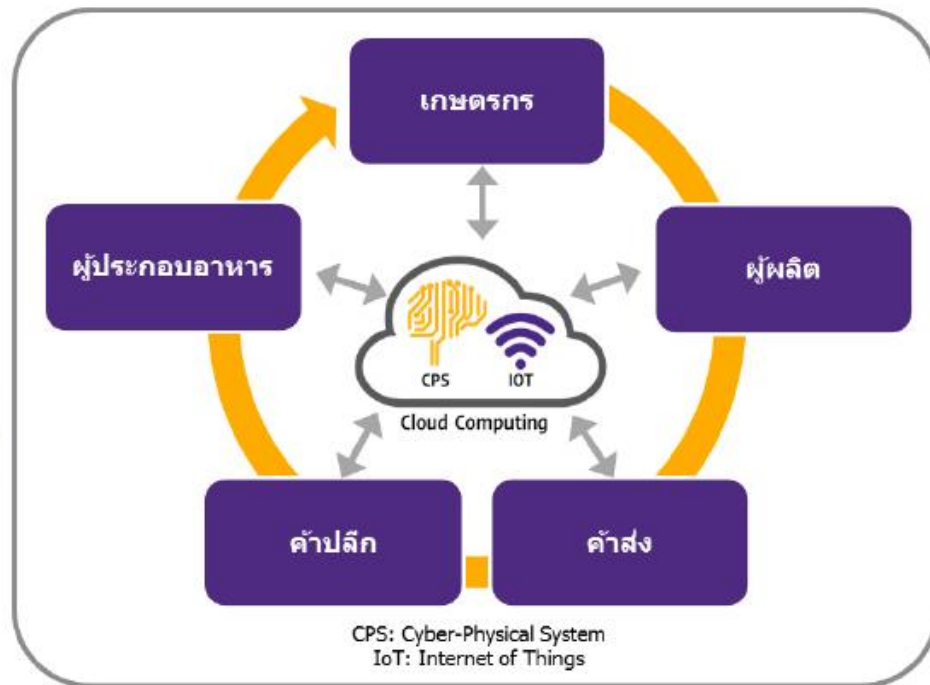 เกษตรกร
ผู้ประกอบอาหาร
ผู้ผลิต
CPS
IOT
Cloud Computing
ค้าปลีก
ค้าส่ง
CPS: Cyber-Physical System
IoT: Internet of Things